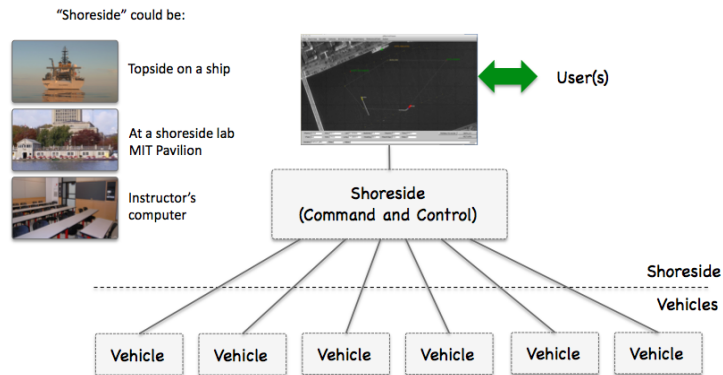 “Shoreside” could be:
Topside on a ship
At a shoreside lab
MIT Pavilion
Instructor’s
computer
User(s)
Shoreside
(Command and Control)
Shoreside
Vehicles
Vehicle
Vehicle
Vehicle
Vehicle
Vehicle
Vehicle